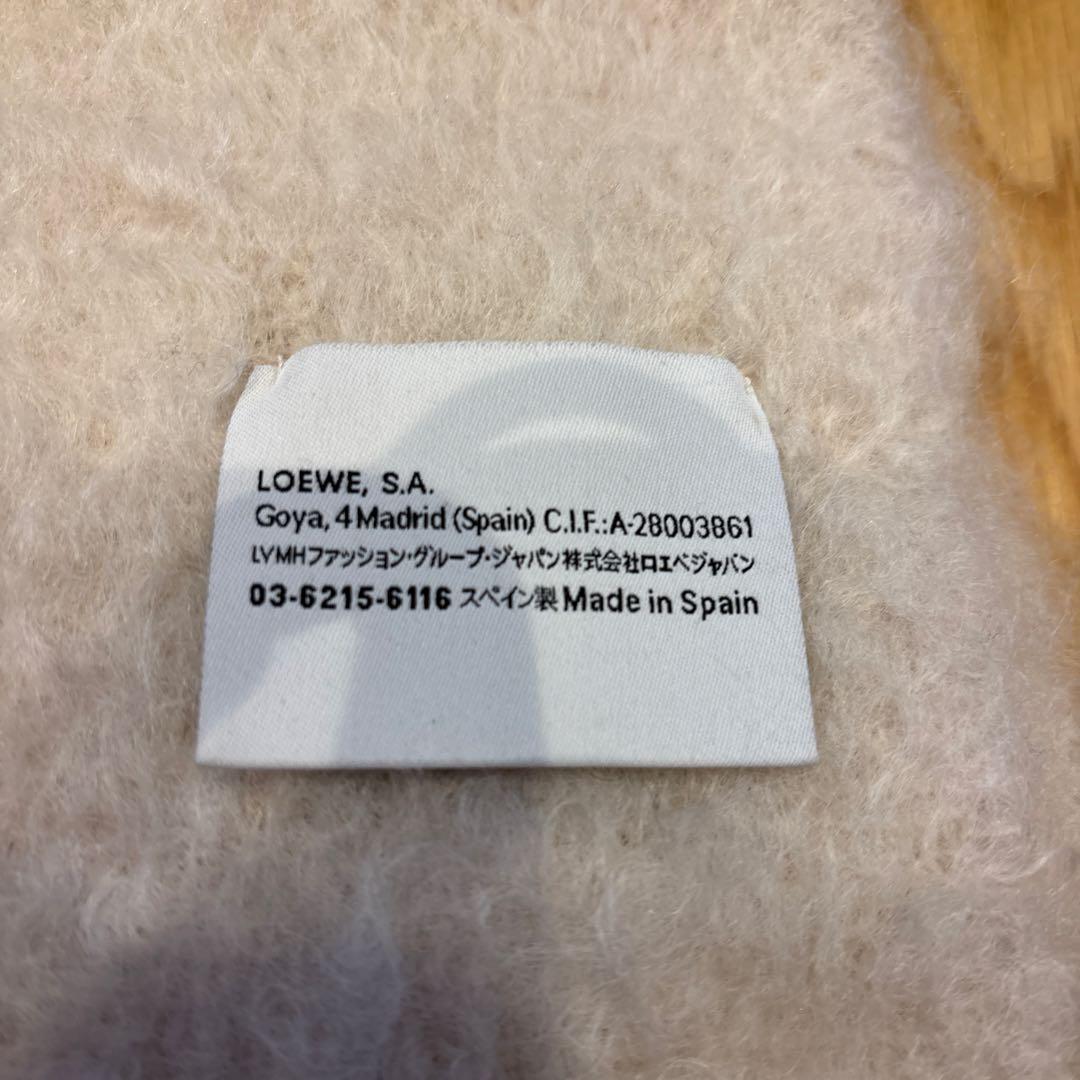 LOEWE, S.A.
Goya, 4 Madrid (Spain) C.I.F.:A-28003861
LVMHファッション・グループ・ジャパン株式会社ロエベジャパン
03-6215-6116 スペイン製 Made in Spain